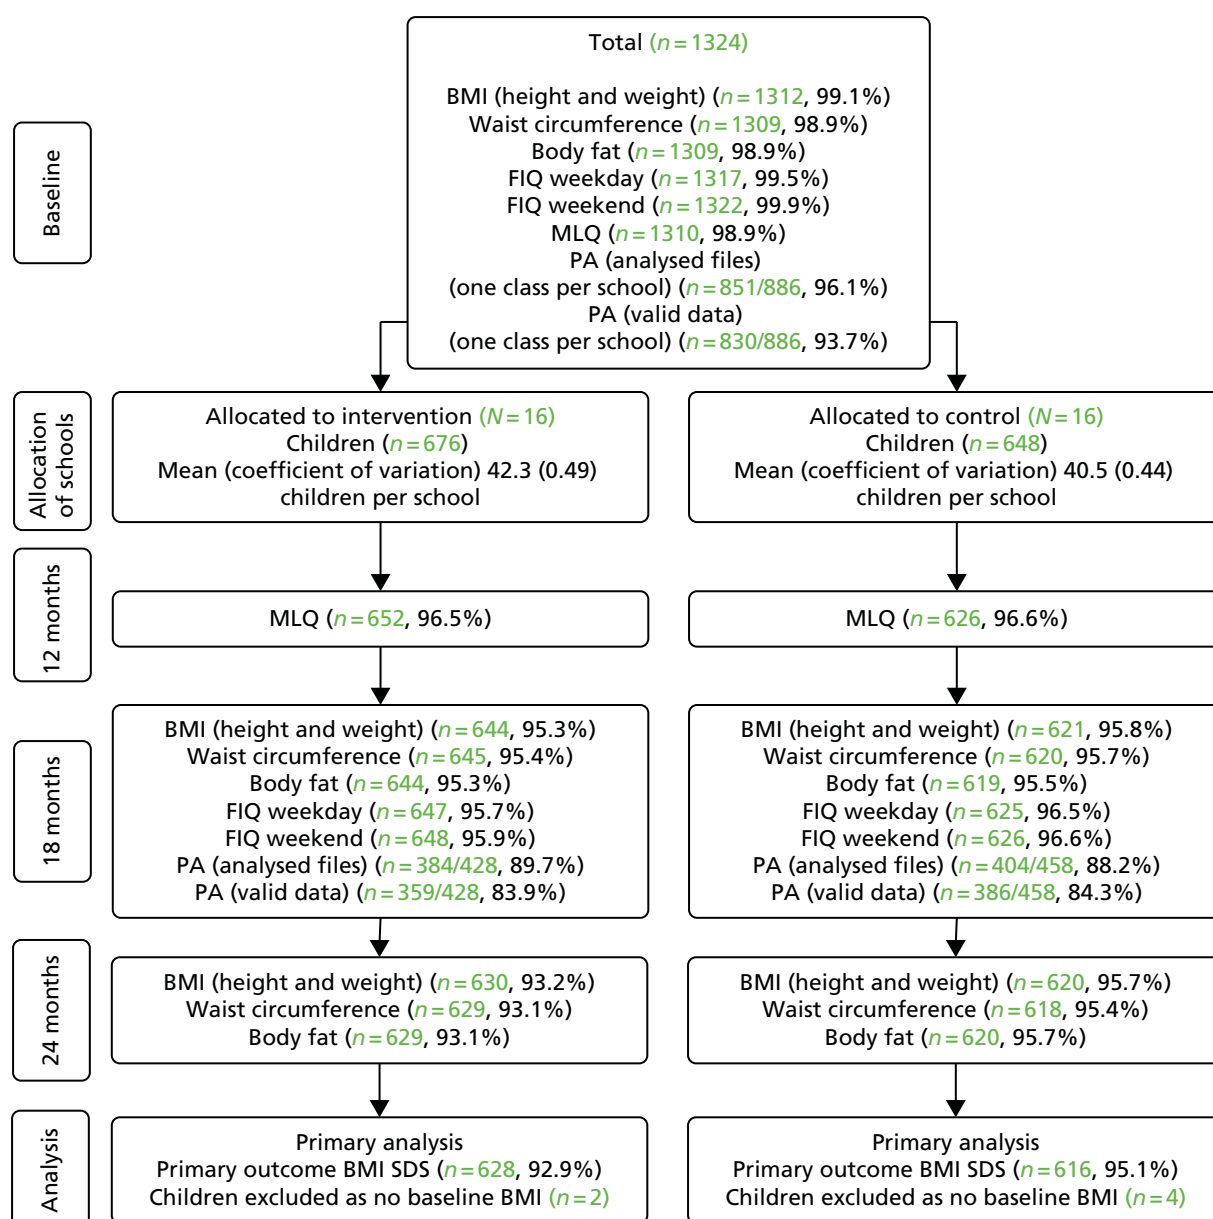 Total (n=1324)
BMI (height and weight) (n=1312, 99.1%)
Waist circumference (n=1309, 98.9%)
Body fat (n=1309, 98.9%)
FIQ weekday (n=1317, 99.5%)
FIQ weekend (n=1322, 99.9%)
MLQ (n=1310, 98.9%)
PA (analysed files)
(one class per school) (n=851/886, 96.1%)
PA (valid data)
(one class per school) (n=830/886, 93.7%)
Baseline
Allocation
of schools
Allocated to intervention (N=16)
Children (n=676)
Mean (coefficient of variation) 42.3 (0.49)
children per school
Allocated to control (N=16)
Children (n=648)
Mean (coefficient of variation) 40.5 (0.44)
children per school
12 months
MLQ (n=652, 96.5%)
MLQ (n=626, 96.6%)
18 months
BMI (height and weight) (n=644, 95.3%)
Waist circumference (n=645, 95.4%)
Body fat (n=644, 95.3%)
FIQ weekday (n=647, 95.7%)
FIQ weekend (n=648, 95.9%)
PA (analysed files) (n=384/428, 89.7%)
PA (valid data) (n=359/428, 83.9%)
BMI (height and weight) (n=621, 95.8%)
Waist circumference (n=620, 95.7%)
Body fat (n=619, 95.5%)
FIQ weekday (n=625, 96.5%)
FIQ weekend (n=626, 96.6%)
PA (analysed files) (n=404/458, 88.2%)
PA (valid data) (n=386/458, 84.3%)
24 months
BMI (height and weight) (n=630, 93.2%)
Waist circumference (n=629, 93.1%)
Body fat (n=629, 93.1%)
BMI (height and weight) (n=620, 95.7%)
Waist circumference (n=618, 95.4%)
Body fat (n=620, 95.7%)
Analysis
Primary analysis
Primary outcome BMI SDS (n=628, 92.9%)
Children excluded as no baseline BMI (n=2)
Primary analysis
Primary outcome BMI SDS (n=616, 95.1%)
Children excluded as no baseline BMI (n=4)